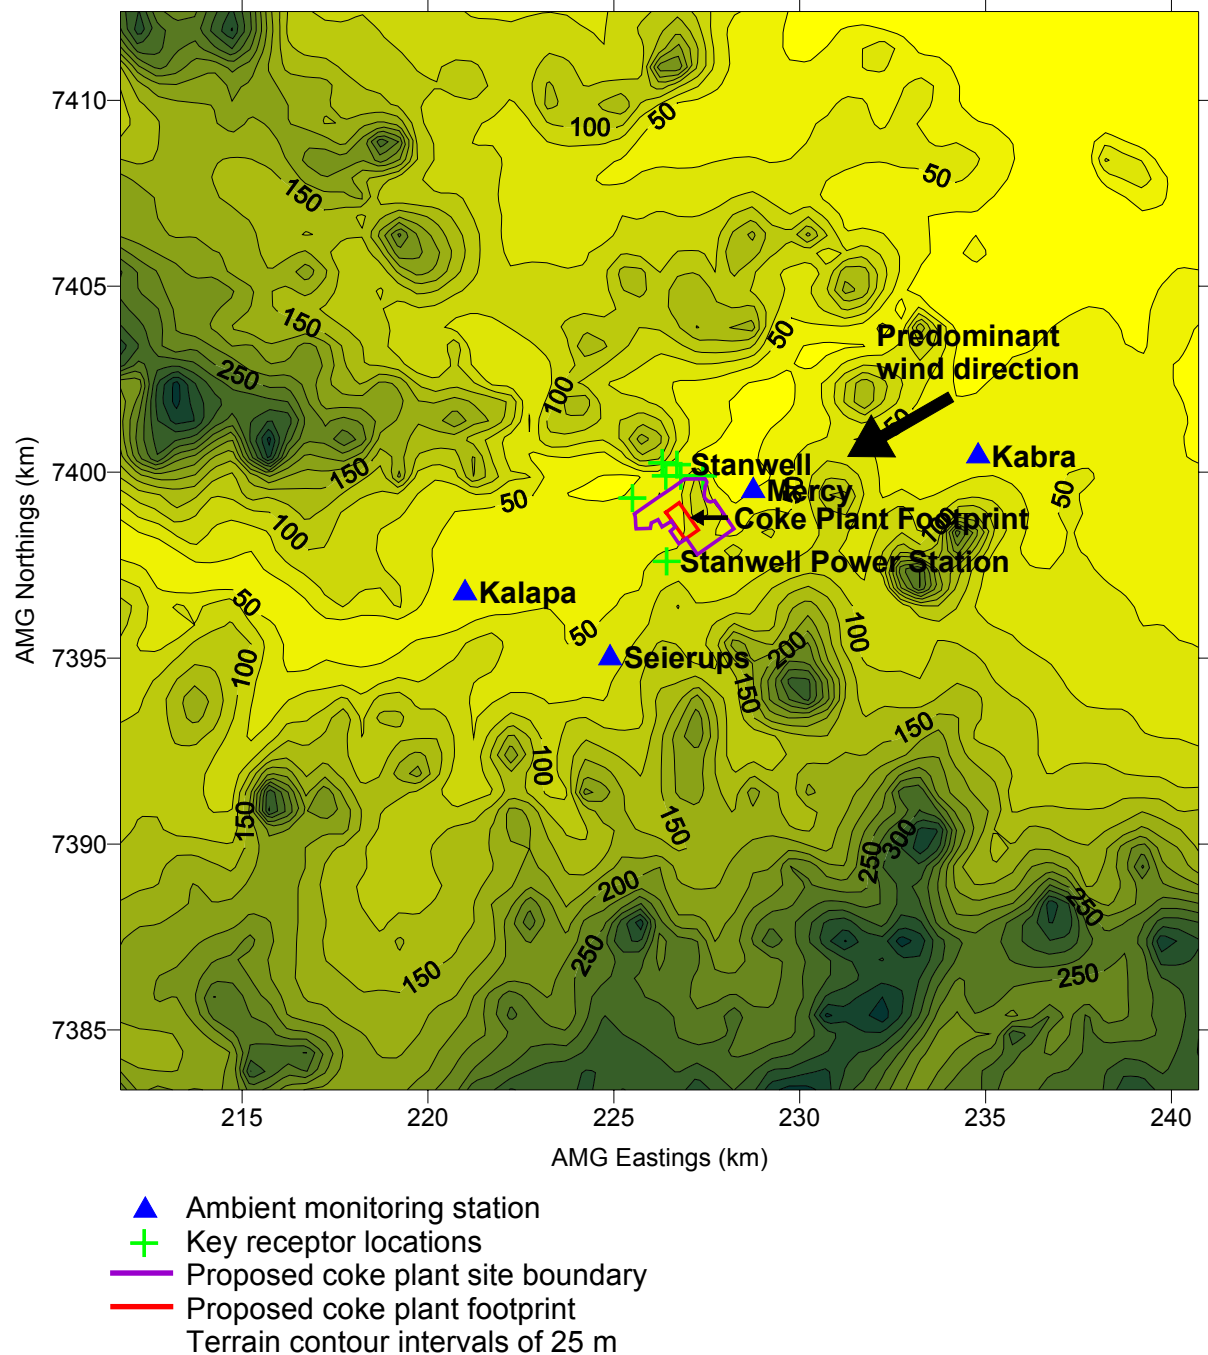 7410
7405
7400
7395
7390
7385
AMG Northings (km)
50
100
50
150
150
50
250
100
Predominant
wind direction
50
150
50
100
Stanwell
Kabra
Mercy
50
50
Coke Plant Footprint
100
Stanwell Power Station
Kalapa
50
50
100
Seierups
200
100
150
150
100
150
150
300
250
200
250
250
150
250
215
220
225
230
235
240
AMG Eastings (km)
Ambient monitoring station
Key receptor locations
Proposed coke plant site boundary
Proposed coke plant footprint
Terrain contour intervals of 25 m